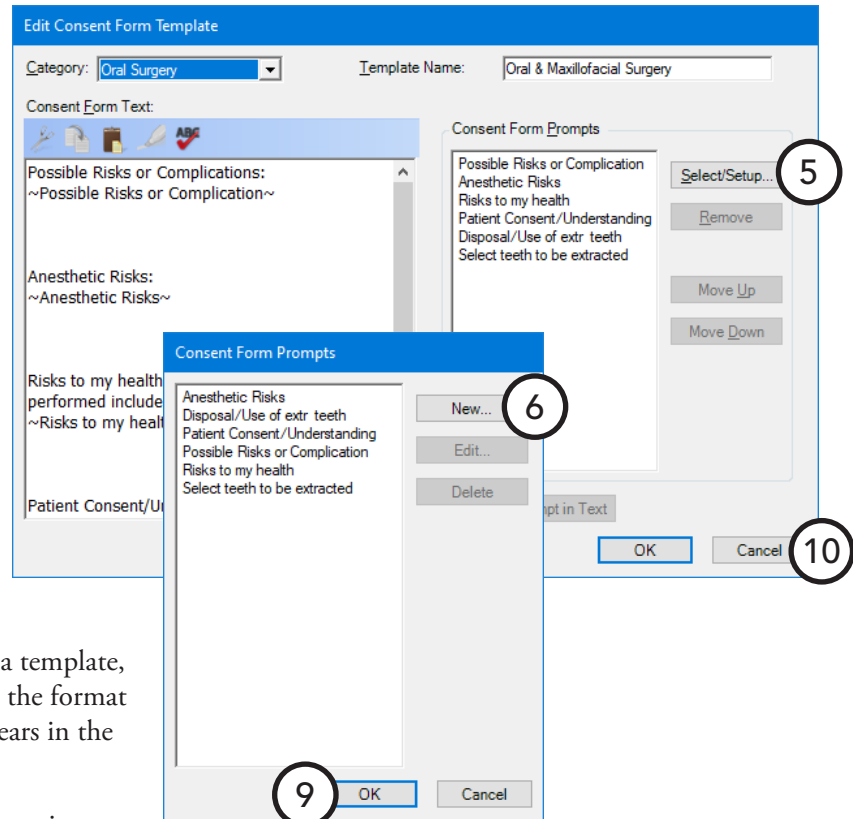 Edit Consent Form Template
Category: Oral Surgery
Template Name: Oral & Maxillofacial Surgery
Consent Form Text:
ABC
Possible Risks or Complications:
~Possible Risks or Complication~
Anesthetic Risks:
~Anesthetic Risks~
Risks to my health
performed include
~Risks to my healt
Patient Consent/U
Consent Form Prompts
Possible Risks or Complication
Anesthetic Risks
Risks to my health
Patient Consent/Understanding
Disposal/Use of extr teeth
Select teeth to be extracted
Select/Setup...
5
Remove
Move Up
Move Down
pt in Text
OK
Cancel
10
Consent Form Prompts
Anesthetic Risks
Disposal/Use of extr teeth
Patient Consent/Understanding
Possible Risks or Complication
Risks to my health
Select teeth to be extracted
New...
6
Edit...
Delete
9
OK
Cancel
a template,
the format
ears in the